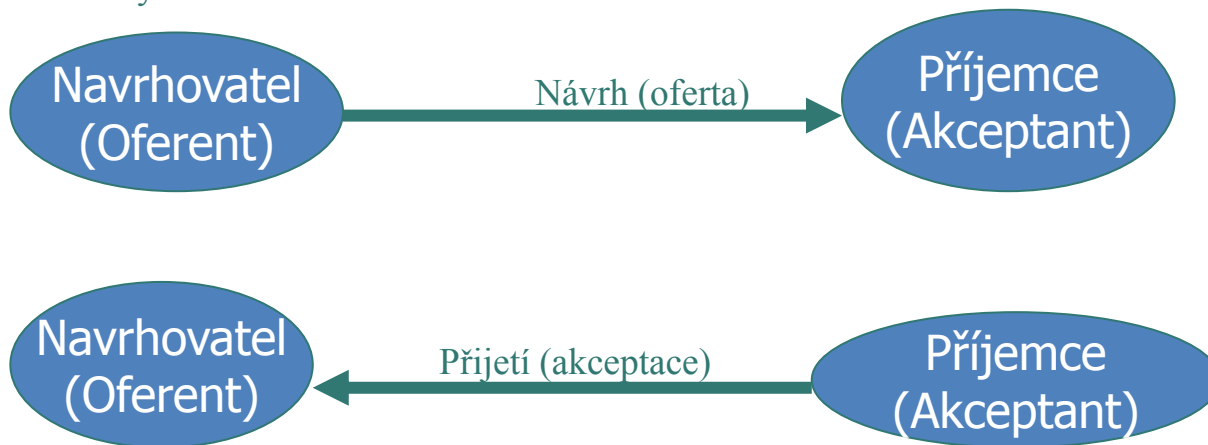 Navrhovatel
(Oferent)
Návrh (oferta)
Příjemce
(Akceptant)
Navrhovatel
(Oferent)
Přijetí (akceptace)
Příjemce
(Akceptant)